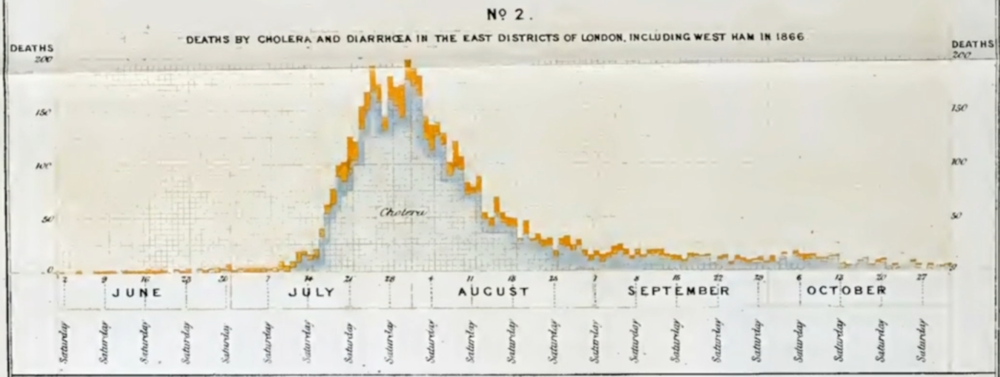 Nº 2.
DEATHS BY CHOLERA AND DIARRHŒA IN THE EAST DISTRICTS OF LONDON, INCLUDING WEST HAM IN 1866
DEATHS DEATHS
200 200
150 150
100 100
50 50
Cholera
0 0
2 9 16 23 30 7 14 21 28 4 11 18 25 1 8 15 22 29 6 13 20 27
JUNE JULY AUGUST SEPTEMBER OCTOBER
Saturday Saturday Saturday Saturday Saturday Saturday Saturday Saturday Saturday Saturday Saturday Saturday Saturday Saturday Saturday Saturday Saturday Saturday Saturday Saturday Saturday Saturday